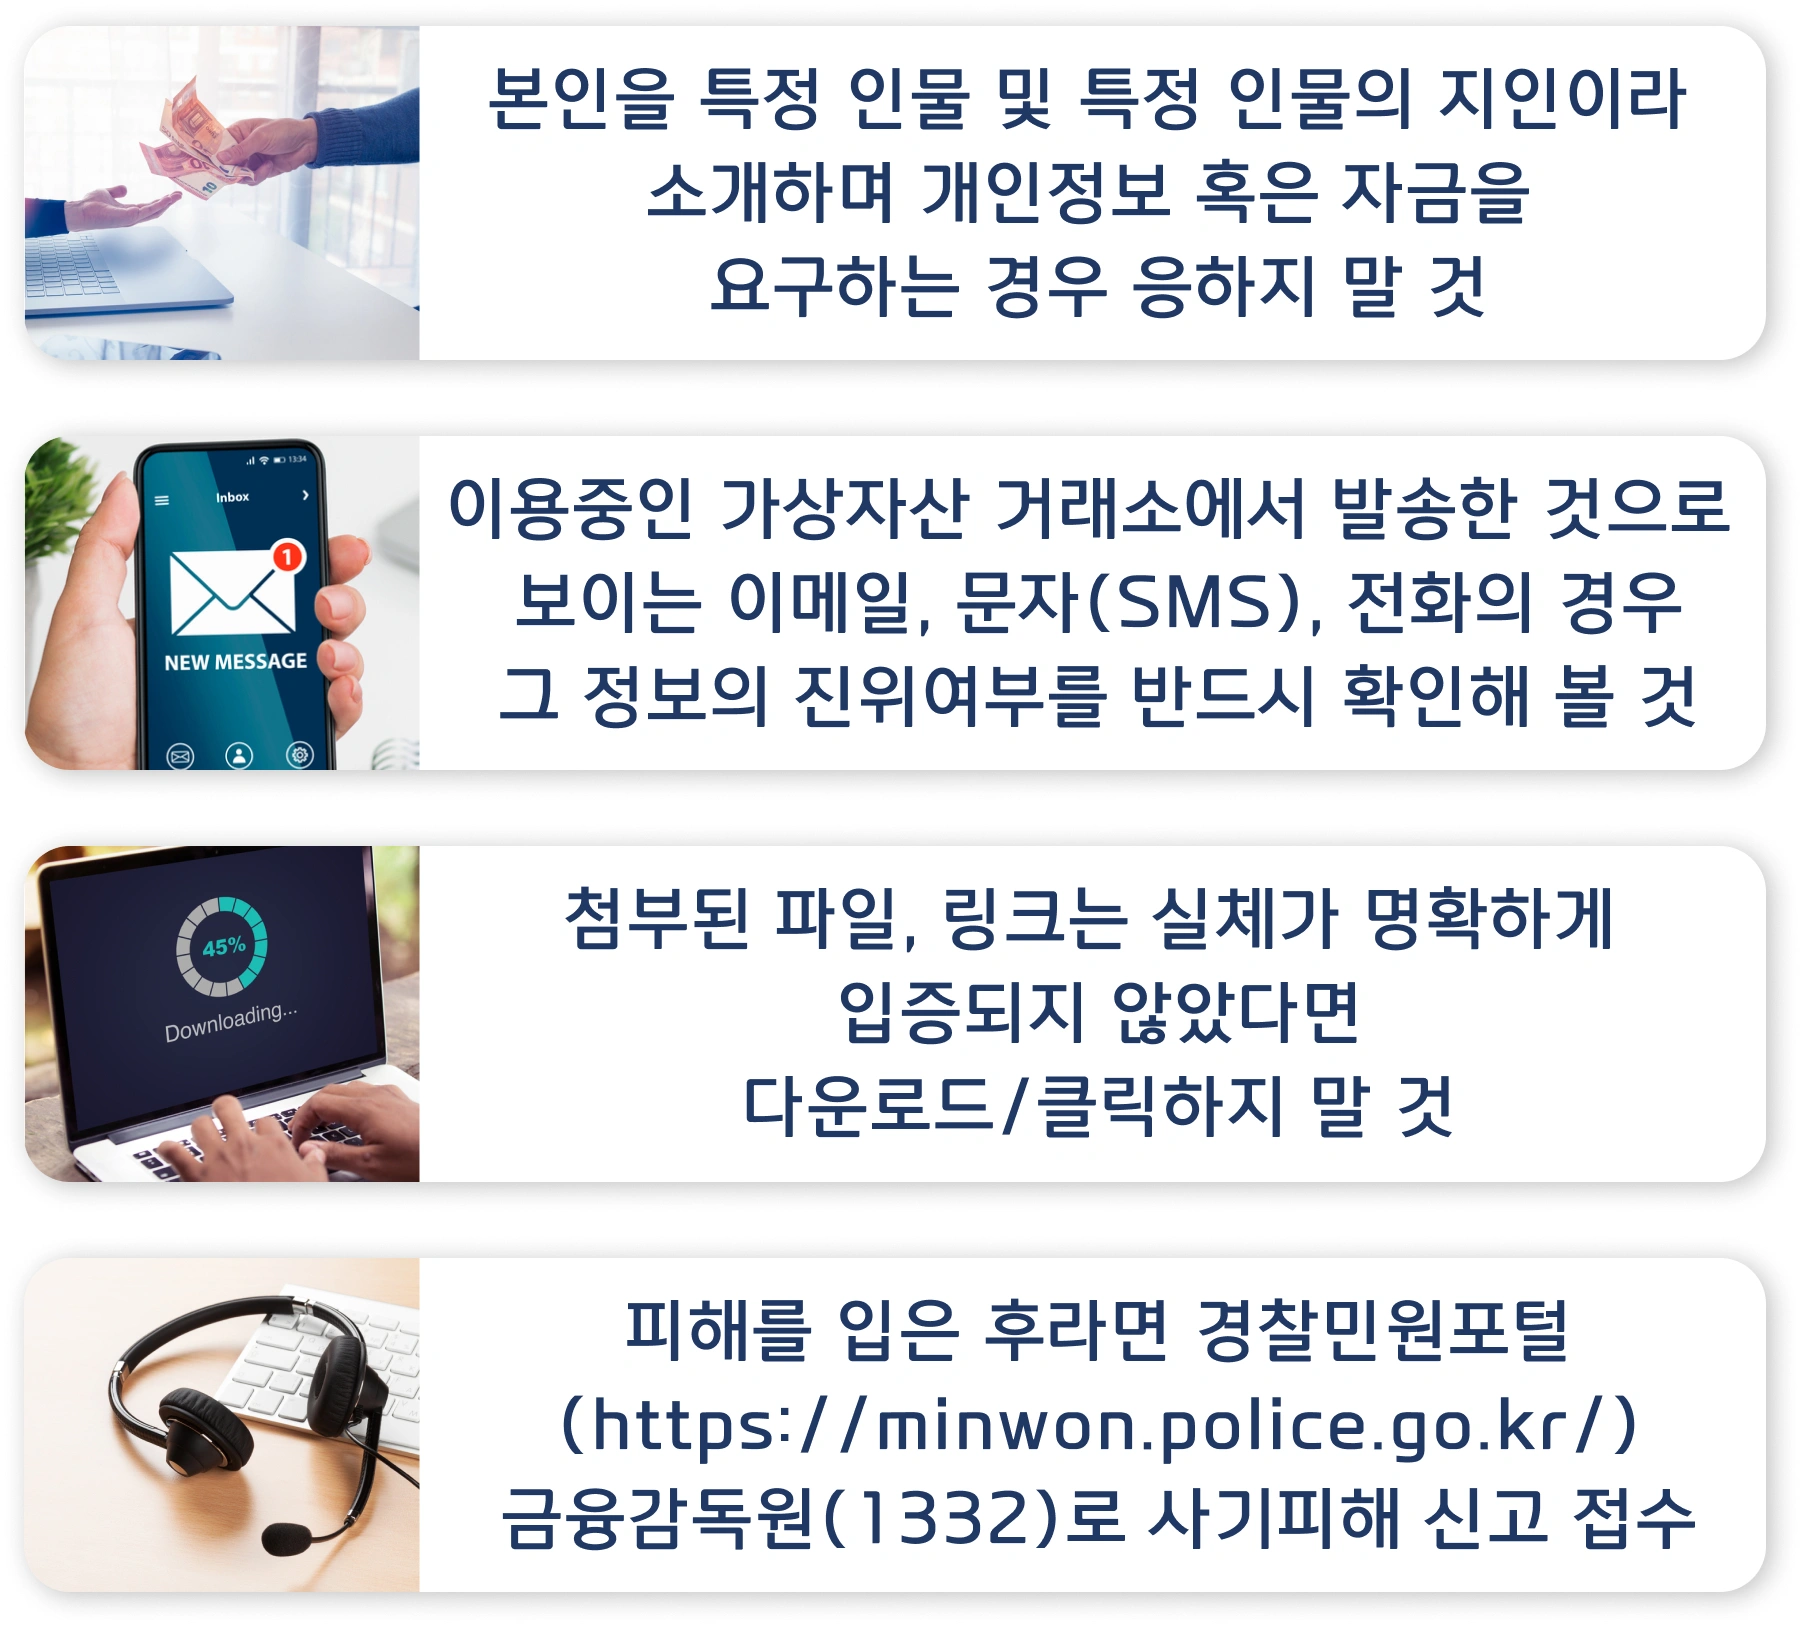 본인을 특정 인물 및 특정 인물의 지인이라
소개하며 개인정보 혹은 자금을
요구하는 경우 응하지 말 것
10
13:34
Inbox
1
NEW MESSAGE
이용중인 가상자산 거래소에서 발송한 것으로
보이는 이메일, 문자(SMS), 전화의 경우
그 정보의 진위여부를 반드시 확인해 볼 것
45%
Downloading...
첨부된 파일, 링크는 실체가 명확하게
입증되지 않았다면
다운로드/클릭하지 말 것
피해를 입은 후라면 경찰민원포털
(https://minwon.police.go.kr/)
금융감독원(1332)로 사기피해 신고 접수